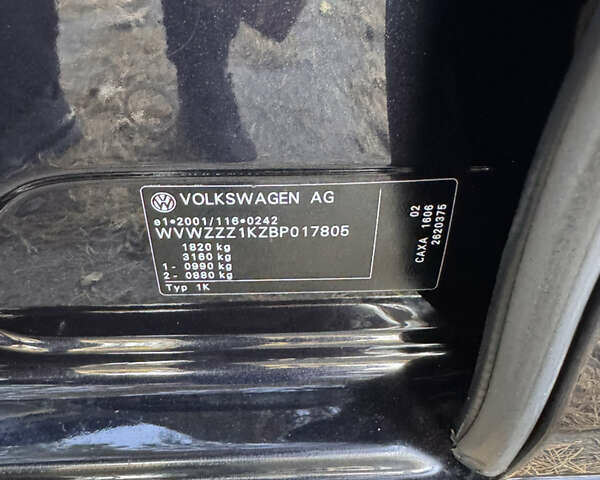 VOLKSWAGEN AG
e1*2001/116*0242
WVWZZZ1KZBP017805
1820 kg
3160 kg
1- 0990 kg
2- 0880 kg
Typ 1K
02
CAXA 1606
2620375